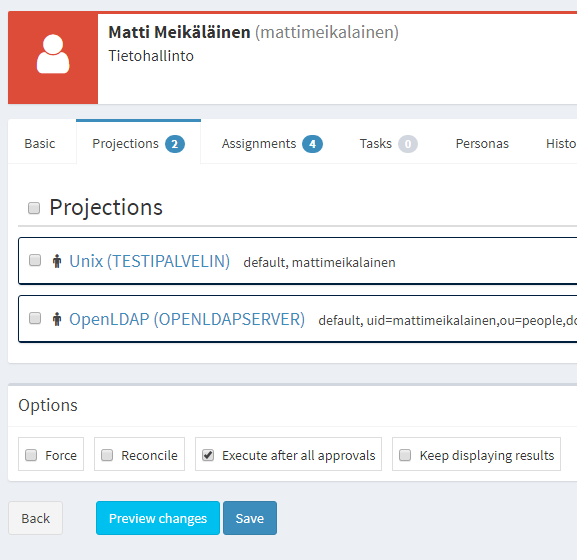 Matti Meikäläinen (mattimeikalainen)
Tietohallinto
Basic Projections 2 Assignments 4 Tasks 0 Personas Histo
Projections
Unix (TESTIPALVELIN) default, mattimeikalainen
OpenLDAP (OPENLDAPSERVER) default, uid=mattimeikalainen,ou=people,dc
Options
Force Reconcile Execute after all approvals Keep displaying results
Back Preview changes Save